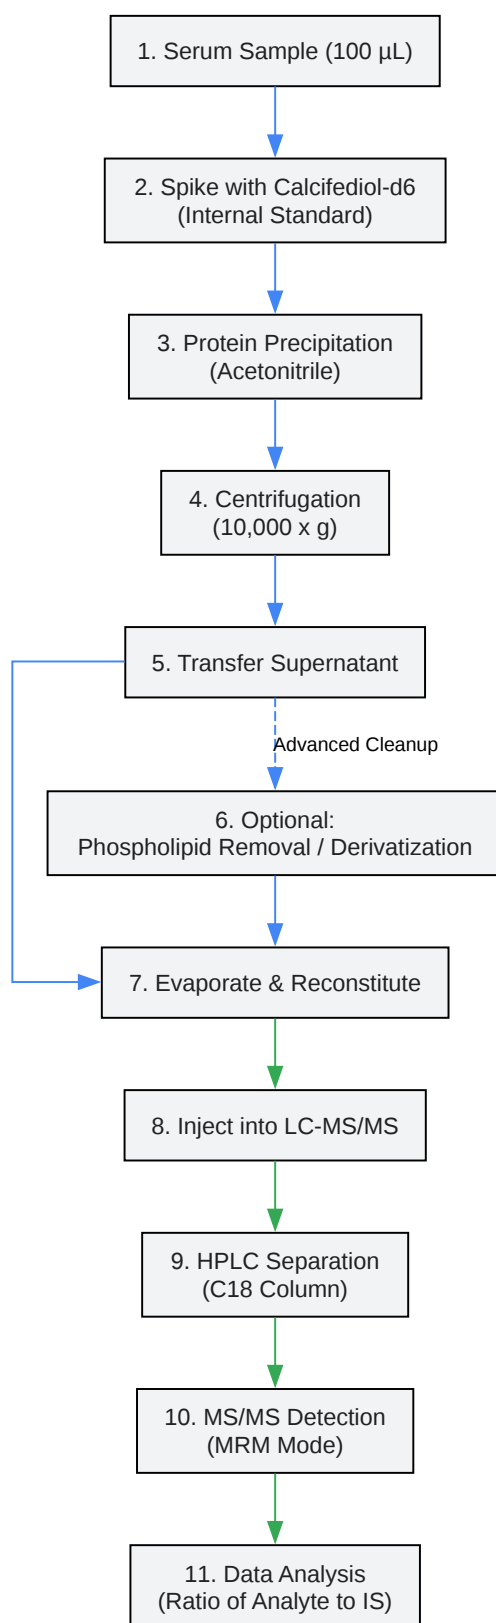 1. Serum Sample (100 µL)
2. Spike with Calcifediol-d6
(Internal Standard)
3. Protein Precipitation
(Acetonitrile)
4. Centrifugation
(10,000 x g)
5. Transfer Supernatant
Advanced Cleanup
6. Optional:
Phospholipid Removal / Derivatization
7. Evaporate & Reconstitute
8. Inject into LC-MS/MS
9. HPLC Separation
(C18 Column)
10. MS/MS Detection
(MRM Mode)
11. Data Analysis
(Ratio of Analyte to IS)